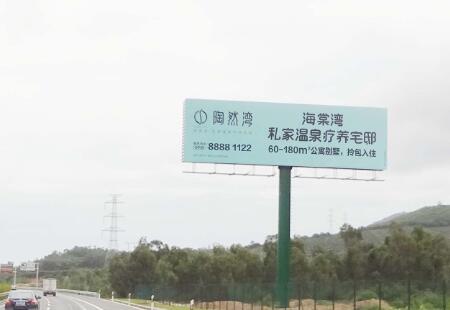 陶然湾
8888 1122
海棠湾
私家温泉疗养宅邸
60-180m²公寓别墅，拎包入住